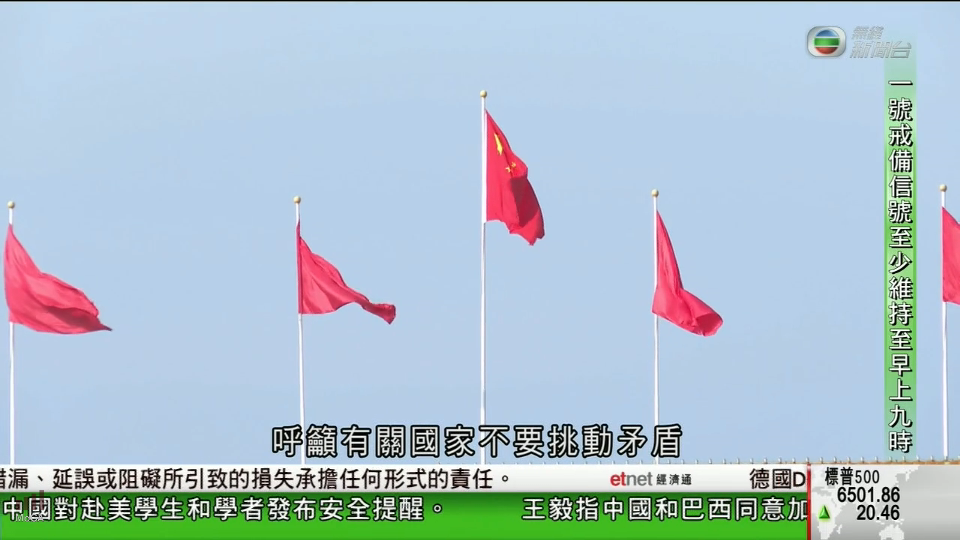 無綫
新聞台
一號戒備信號至少維持至早上九時
呼籲有關國家不要挑動矛盾
錯漏、延誤或阻礙所引致的損失承擔任何形式的責任。 etnet 經濟通 德國D
中國對赴美學生和學者發布安全提醒。 王毅指中國和巴西同意加
標普500
6501.86
20.46